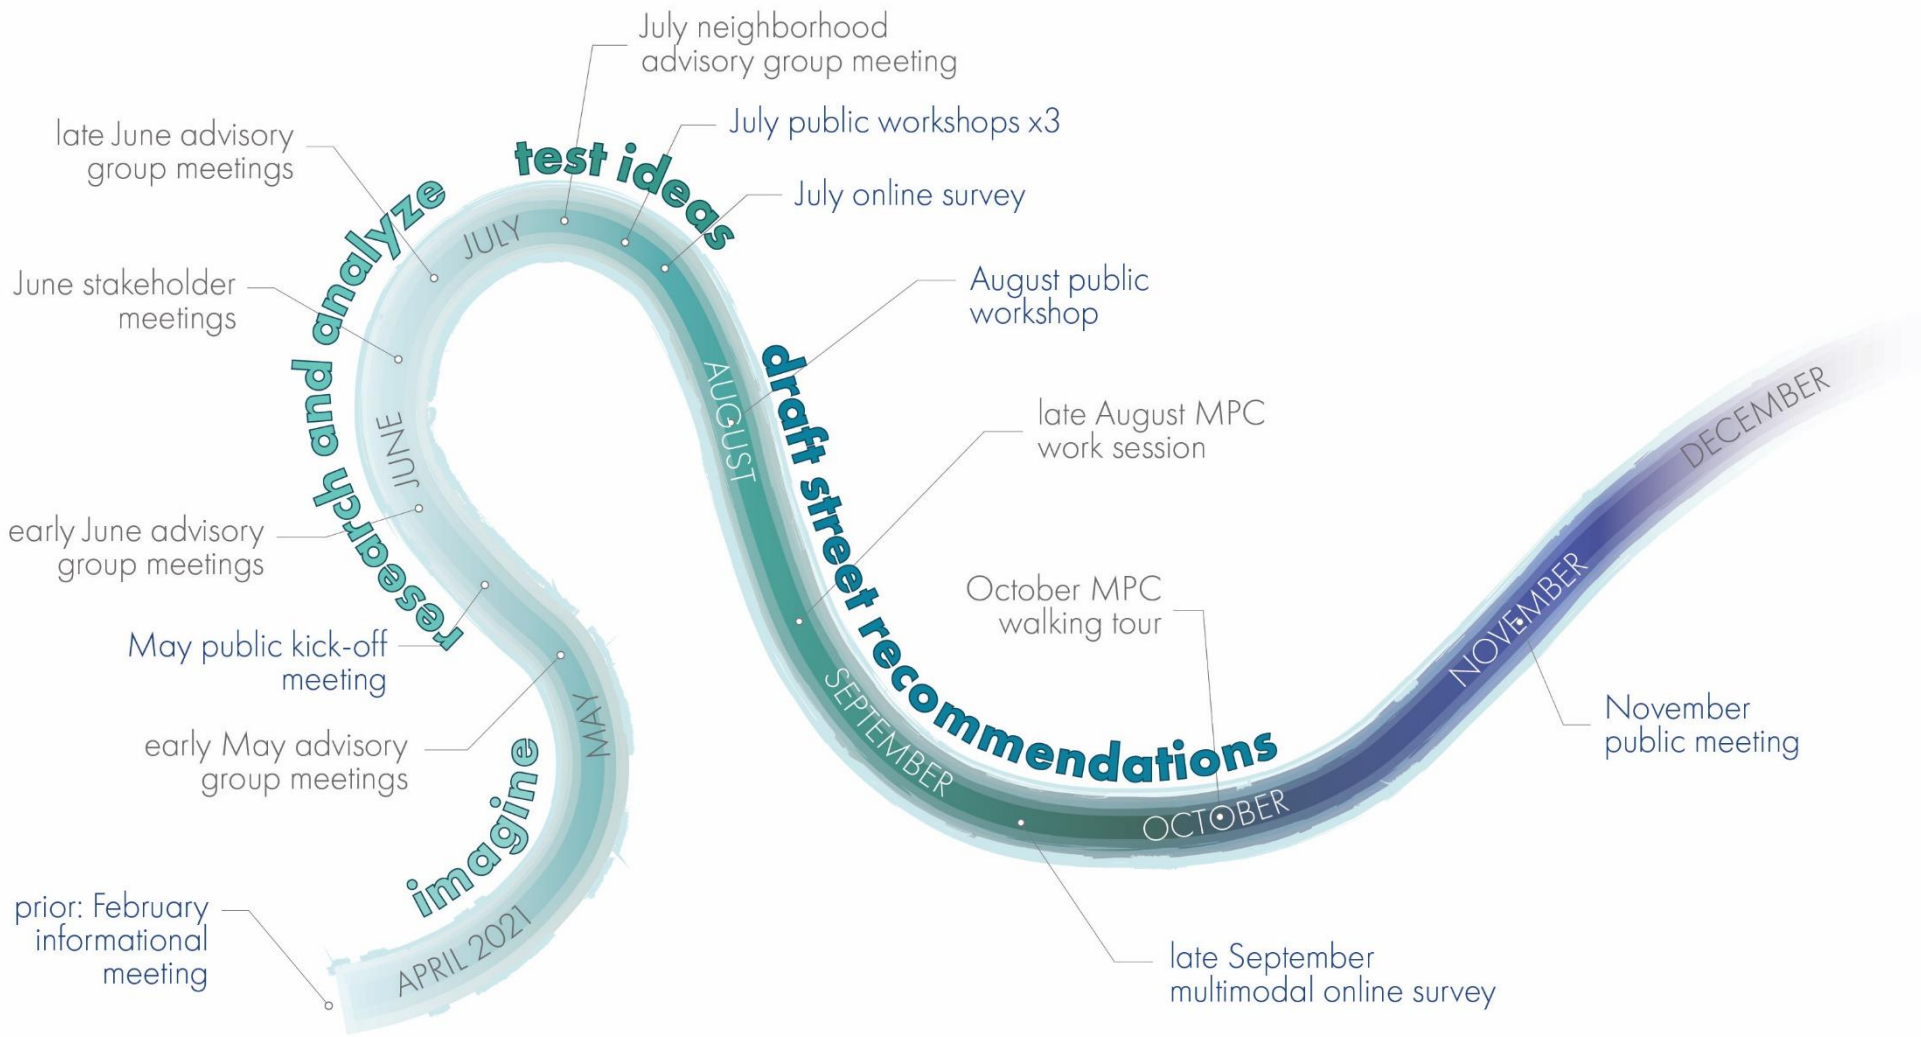 July neighborhood
advisory group meeting
July public workshops x3
late June advisory
group meetings
test ideas
July online survey
research and analyze
JULY
June stakeholder
meetings
August public
workshop
AUGUST
draft street recommendations
DECEMBER
late August MPC
work session
JUNE
early June advisory
group meetings
October MPC
walking tour
NOVEMBER
May public kick-off
meeting
SEPTEMBER
MAY
November
public meeting
early May advisory
group meetings
imagine
OCTOBER
prior: February
informational
meeting
APRIL 2021
late September
multimodal online survey